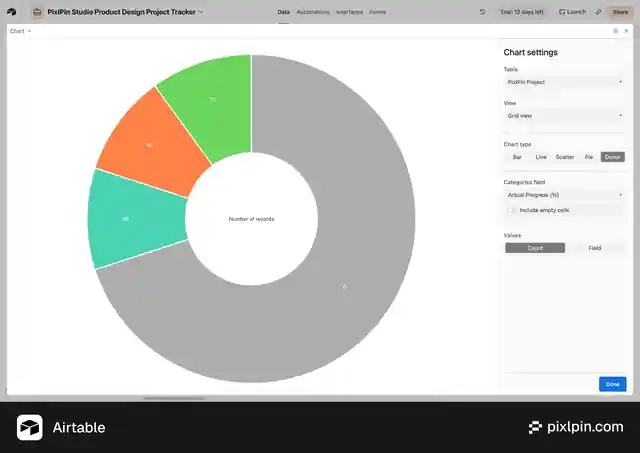 PixlPin Studio Product Design Project Tracker
Data
Automations
Interfaces
Forms
Trial: 12 days left
Launch
Share
Chart
Number of records
0
Chart settings
Table
PixlPin Project
View
Grid view
Chart type
Bar
Line
Scatter
Pie
Donut
Categories field
Actual Progress (%)
Include empty cells
Values
Count
Field
Done
Airtable
pixlpin.com